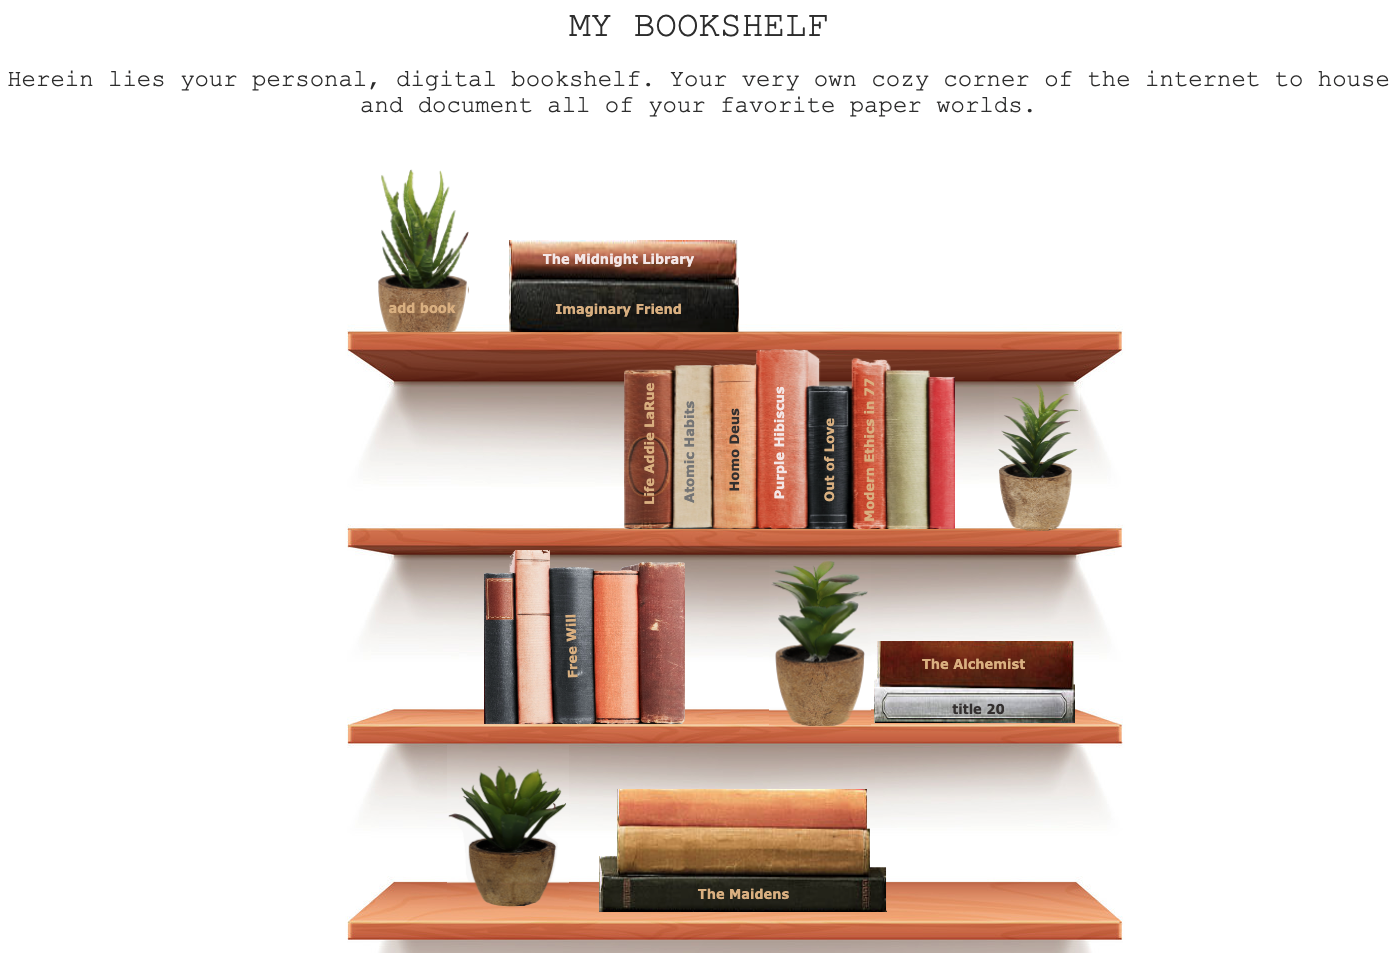 MY BOOKSHELF
Herein lies your personal, digital bookshelf. Your very own cozy corner of the internet to house
and document all of your favorite paper worlds.
add book
The Midnight Library
Imaginary Friend
Life Addie LaRue
Atomic Habits
Homo Deus
Purple Hibiscus
Out of Love
Modern Ethics in 77
Free Will
The Alchemist
title 20
The Maidens